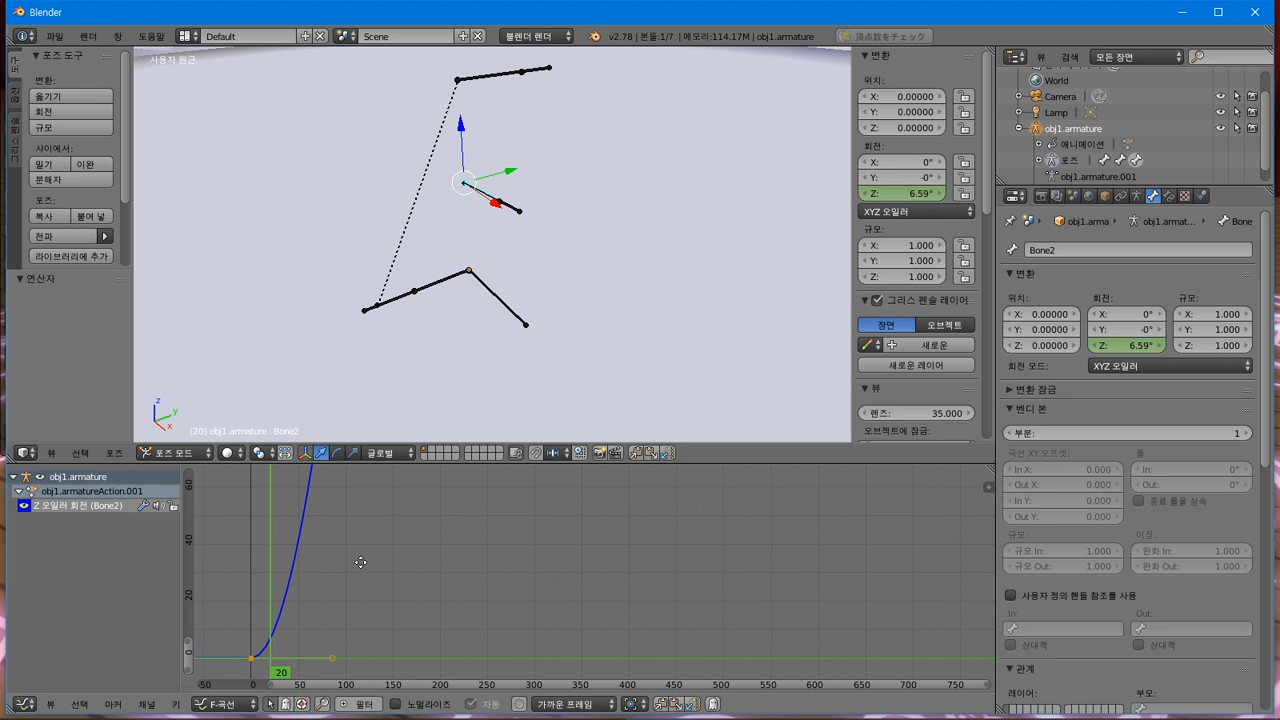 Blender
파일 렌더 창 도움말 Default Scene 블렌더 렌더 v2.78 | 본들:1/7 | 메모리:114.17M | obj1.armature 頂点数をチェック
포즈 도구
변환:
옮기기
회전
규모
사이에서:
밀기 이완
분해자
포즈:
복사 붙여 넣
전파
라이브러리에 추가
연산자
사용자 원근
z
y
x
(20) obj1.armature : Bone2
변환
위치:
X: 0.00000
Y: 0.00000
Z: 0.00000
회전:
X: 0°
Y: -0°
Z: 6.59°
XYZ 오일러
규모:
X: 1.000
Y: 1.000
Z: 1.000
그리스 펜슬 레이어
장면 오브젝트
새로운
새로운 레이어
뷰
렌즈: 35.000
오브젝트에 잠금:
뷰 선택 포즈 포즈 모드 글로벌
뷰 검색 모든 장면
World
Camera
Lamp
obj1.armature
애니메이션
포즈
obj1.armature.001
obj1.arma obj1.armat... Bone
Bone2
변환
위치: 회전: 규모:
X: 0.00000 X: 0° X: 1.000
Y: 0.00000 Y: -0° Y: 1.000
Z: 0.00000 Z: 6.59° Z: 1.000
회전 모드: XYZ 오일러
변환 잠금
벤디 본
부분: 1
곡선 XY 오프셋: 롤:
In X: 0.000 In: 0°
Out X: 0.000 Out: 0°
In Y: 0.000 종료 롤을 상속
Out Y: 0.000
규모: 이징:
규모 In: 1.000 완화 In: 1.000
규모 Out: 1.000 완화 Out: 1.000
사용자 정의 핸들 참조를 사용
In: Out:
상대적 상대적
관계
레이어: 부모:
obj1.armature
obj1.armatureAction.001
Z 오일러 회전 (Bone2)
60
40
20
0
20
-50 0 50 100 150 200 250 300 350 400 450 500 550 600 650 700 750
뷰 선택 마커 채널 키 F-곡선 필터 노멀라이즈 자동 가까운 프레임